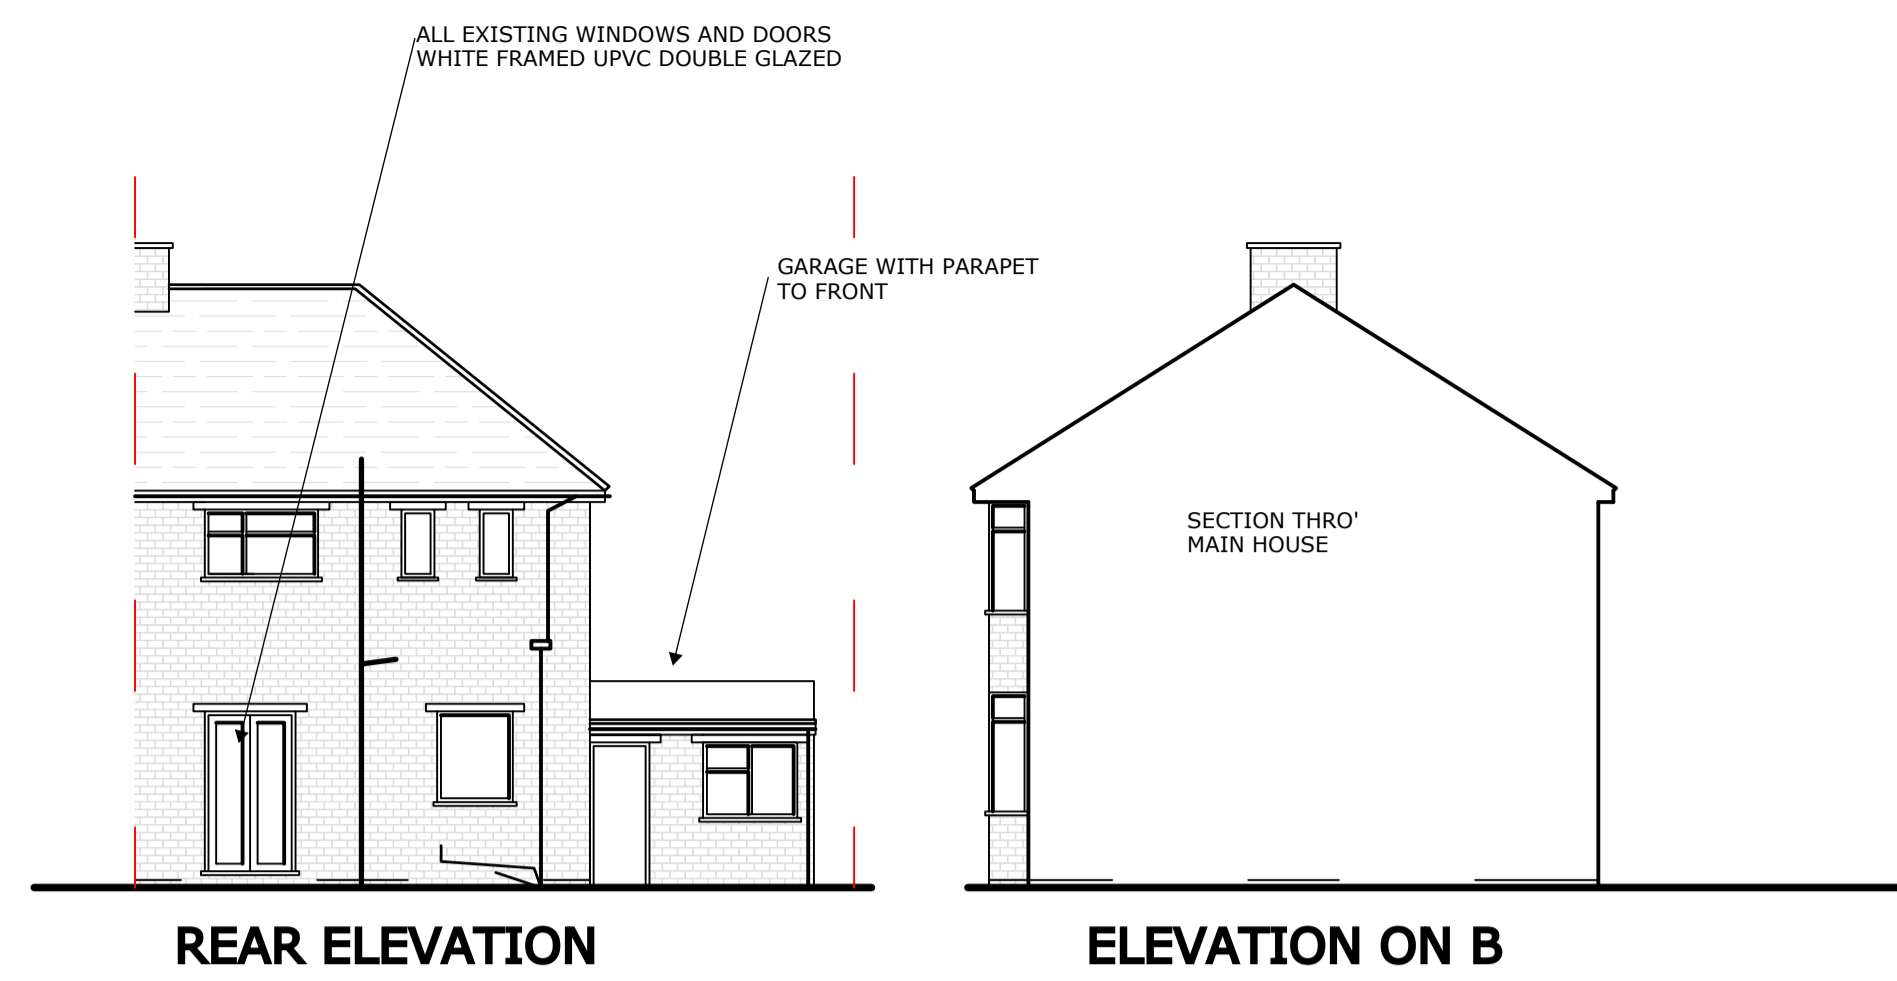 ALL EXISTING WINDOWS AND DOORS
WHITE FRAMED UPVC DOUBLE GLAZED
GARAGE WITH PARAPET
TO FRONT
SECTION THRO'
MAIN HOUSE
REAR ELEVATION
ELEVATION ON B